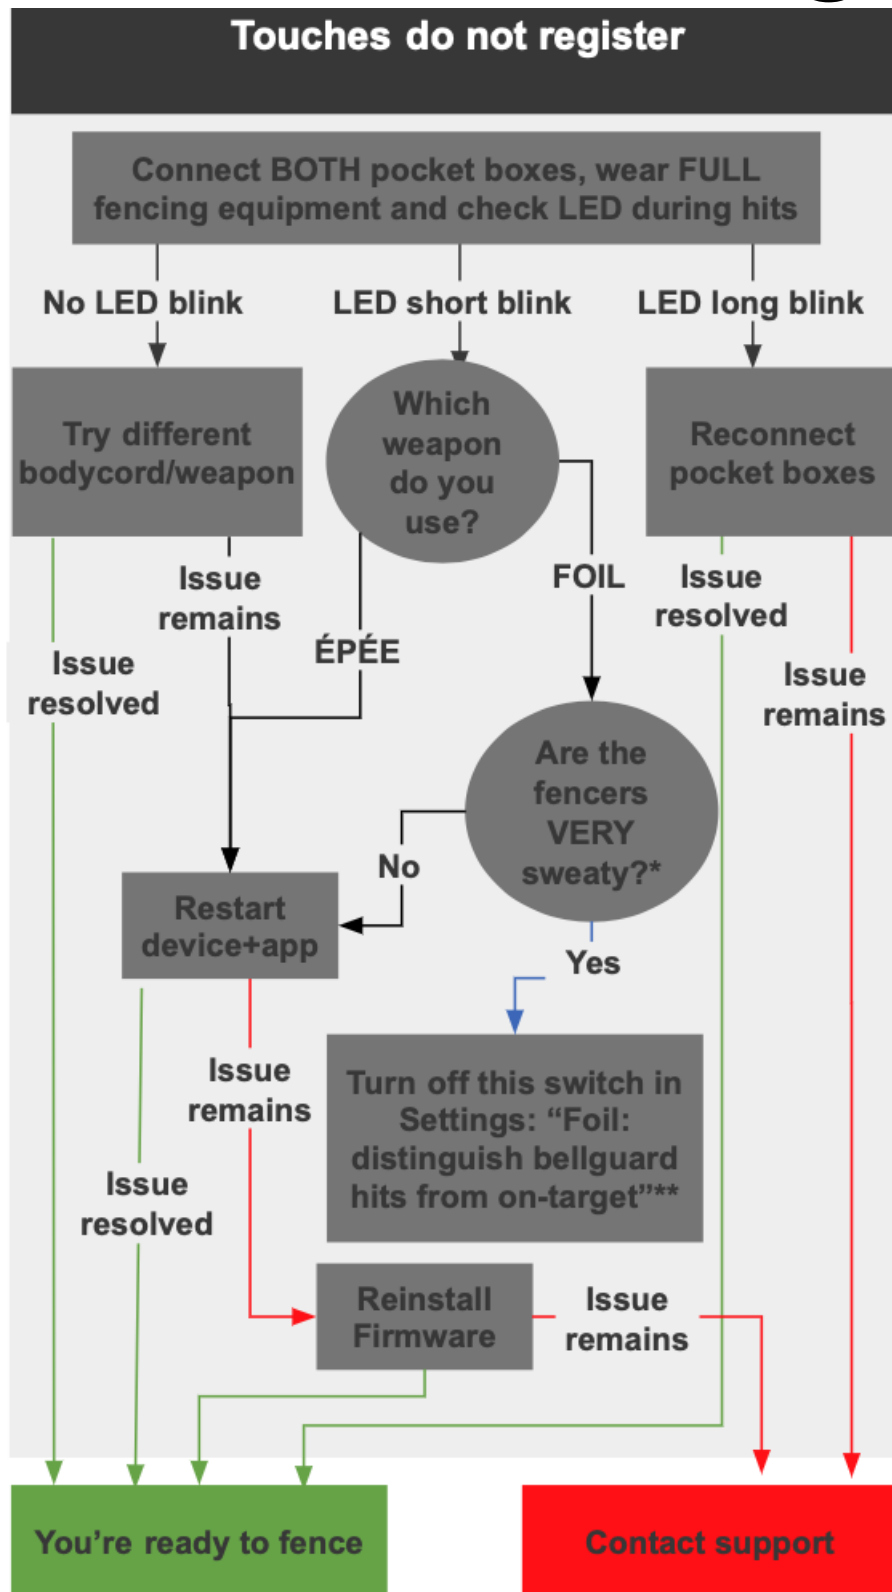 Touches do not register
Connect BOTH pocket boxes, wear FULL
fencing equipment and check LED during hits
No LED blink
LED short blink
LED long blink
Try different
bodycord/weapon
Which
weapon
do you
use?
Reconnect
pocket boxes
Issue
remains
FOIL
Issue
resolved
ÉPÉE
Issue
resolved
Issue
remains
Are the
fencers
VERY
sweaty?*
No
Restart
device+app
Yes
Issue
remains
Turn off this switch in
Settings: “Foil:
distinguish bellguard
hits from on-target”**
Issue
resolved
Reinstall
Firmware
Issue
remains
You’re ready to fence
Contact support